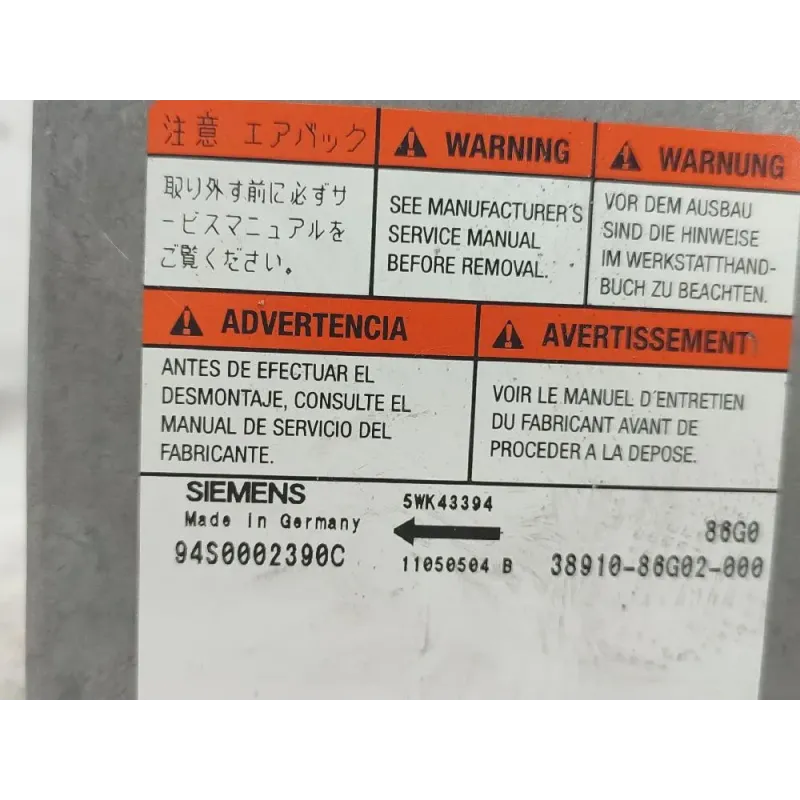 注意 エアバック
取り外す前に必ずサ
ービスマニュアルを
ご覧ください。
WARNING
SEE MANUFACTURER'S
SERVICE MANUAL
BEFORE REMOVAL.
WARNUNG
VOR DEM AUSBAU
SIND DIE HINWEISE
IM WERKSTATTHAND-
BUCH ZU BEACHTEN.
ADVERTENCIA
ANTES DE EFECTUAR EL
DESMONTAJE, CONSULTE EL
MANUAL DE SERVICIO DEL
FABRICANTE.
AVERTISSEMENT
VOIR LE MANUEL D'ENTRETIEN
DU FABRICANT AVANT DE
PROCEDER A LA DEPOSE.
SIEMENS
Made in Germany
94S0002390C
5WK43394
11050504 B
86G0
38910-86G02-000